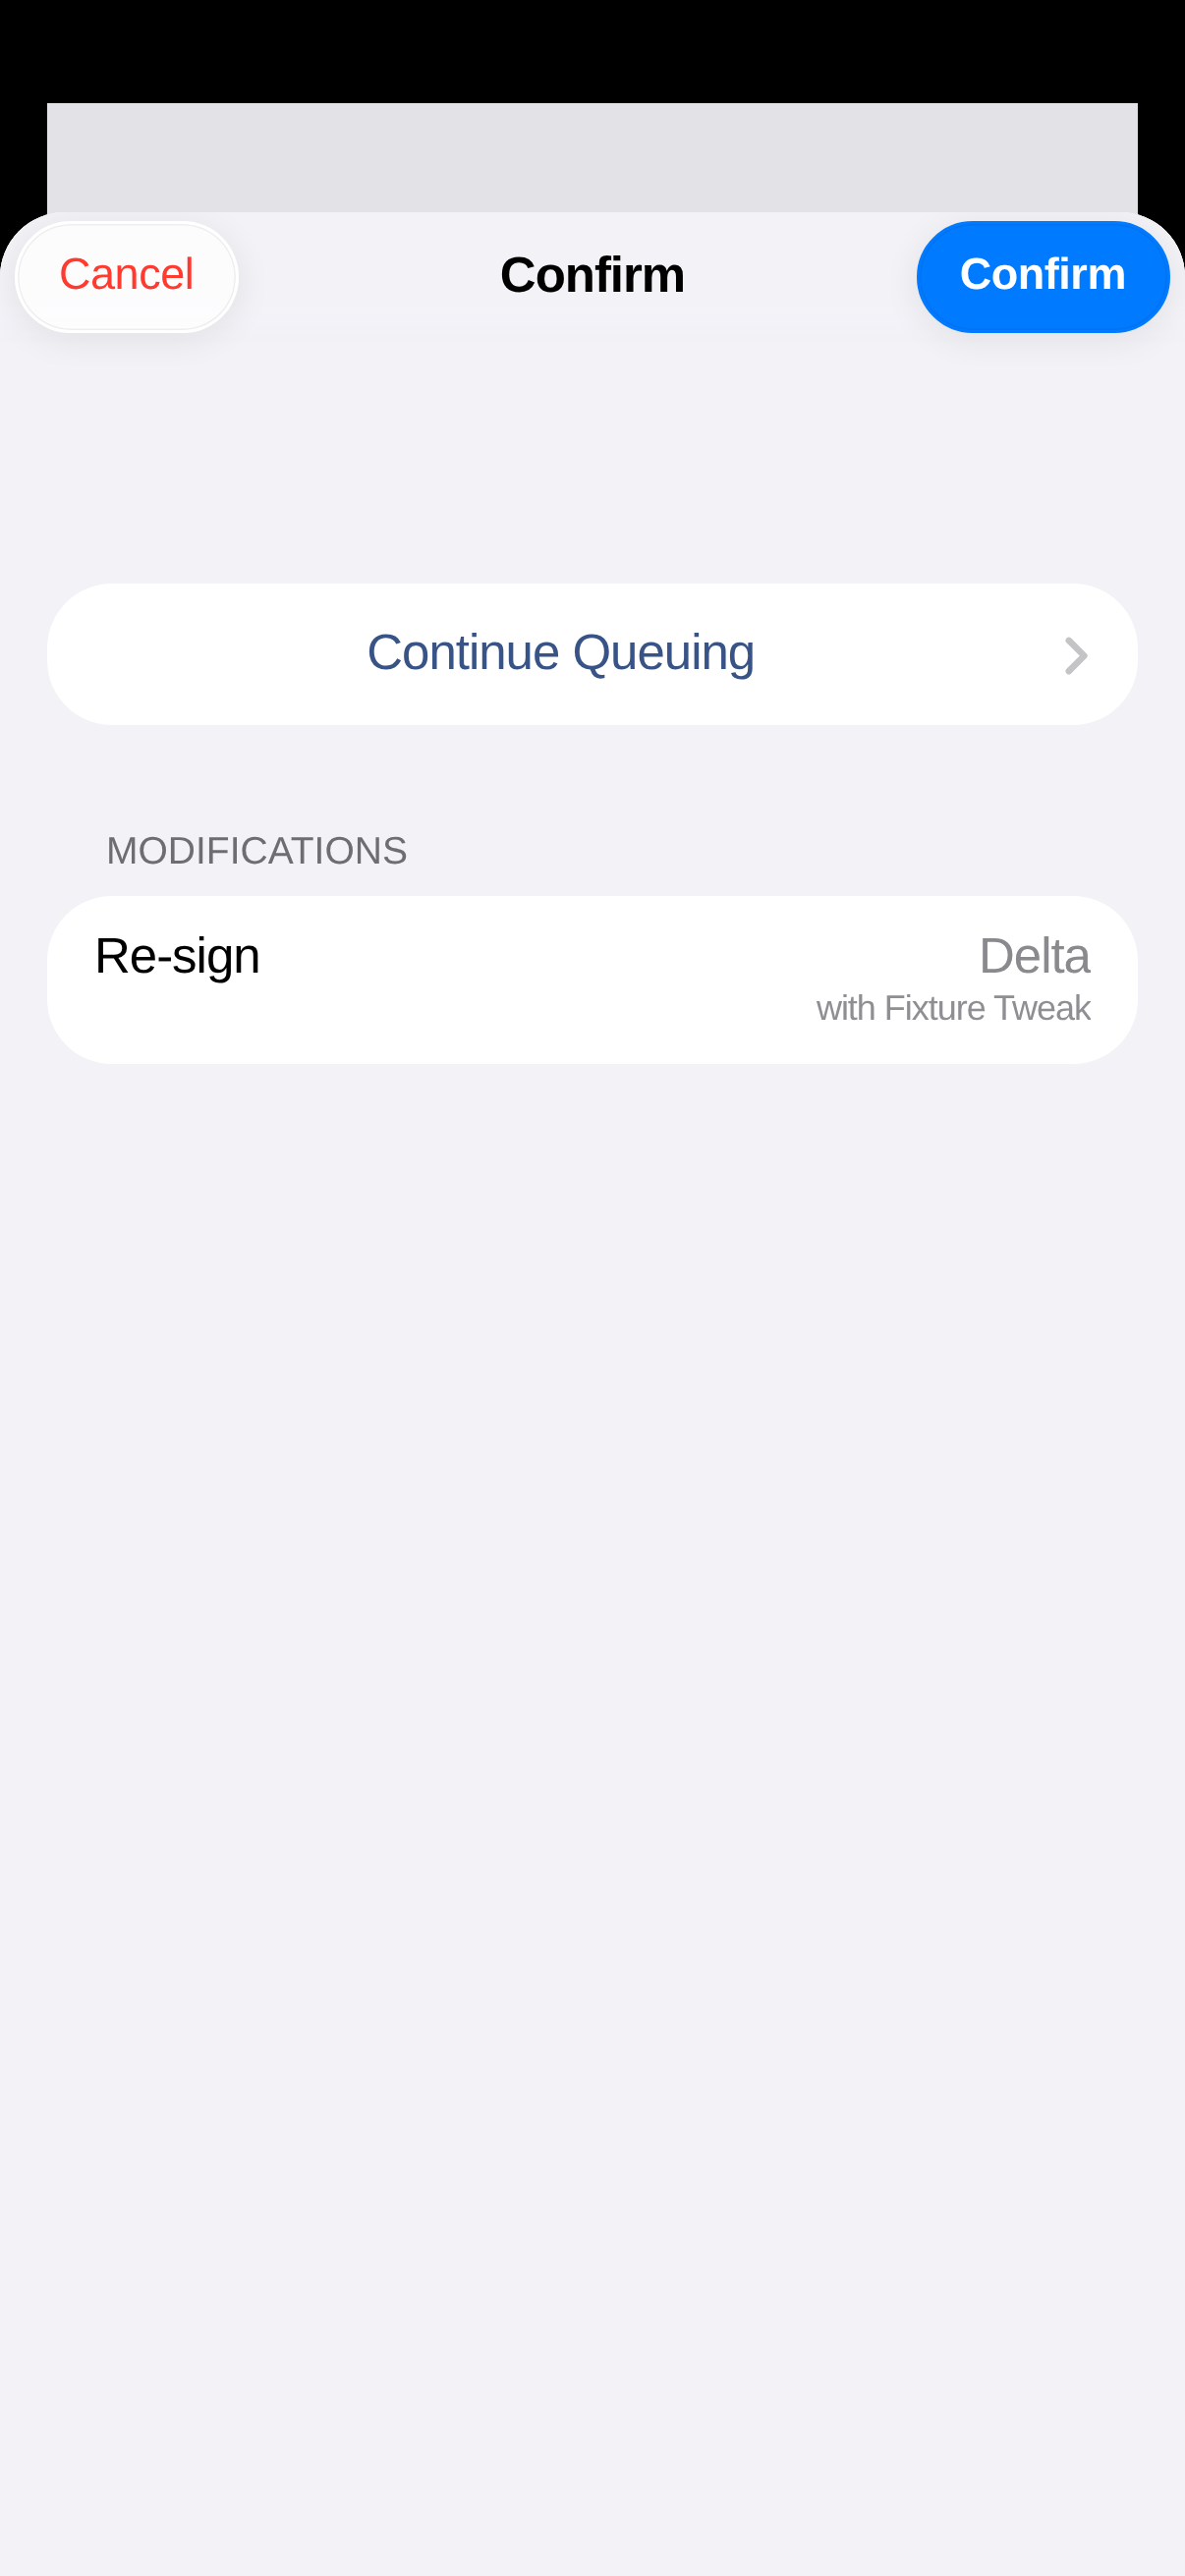 Cancel
Confirm
Confirm
Continue Queuing
MODIFICATIONS
Re-sign
Delta
with Fixture Tweak